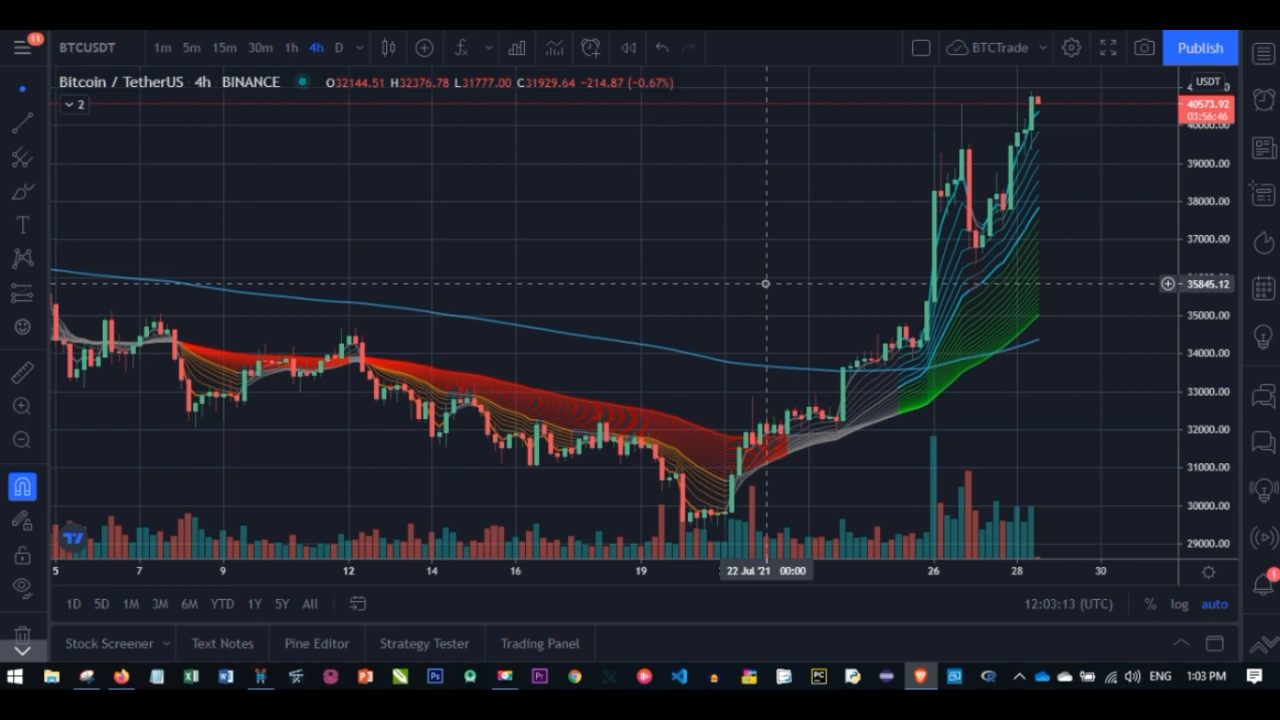 11
BTCUSDT 1m 5m 15m 30m 1h 4h D BTCTrade Publish
Bitcoin / TetherUS 4h BINANCE O32144.51 H32376.78 L31777.00 C31929.64 −214.87 (−0.67%)
USDT
2
40573.92
03:56:46
40000.00
39000.00
38000.00
37000.00
35845.12
35000.00
34000.00
33000.00
32000.00
31000.00
30000.00
29000.00
5 7 9 12 14 16 19 22 Jul '21 00:00 26 28 30
1
1D 5D 1M 3M 6M YTD 1Y 5Y All 12:03:13 (UTC) % log auto
Stock Screener Text Notes Pine Editor Strategy Tester Trading Panel
ENG 1:03 PM